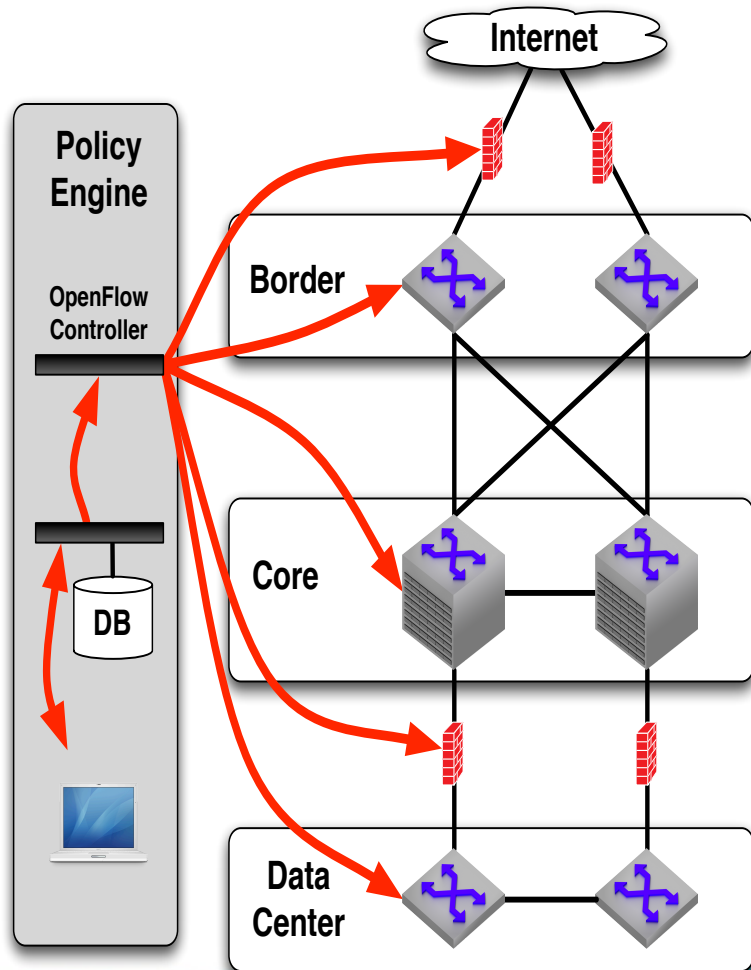 Internet
Policy
Engine
OpenFlow
Controller
Border
Core
DB
Data
Center